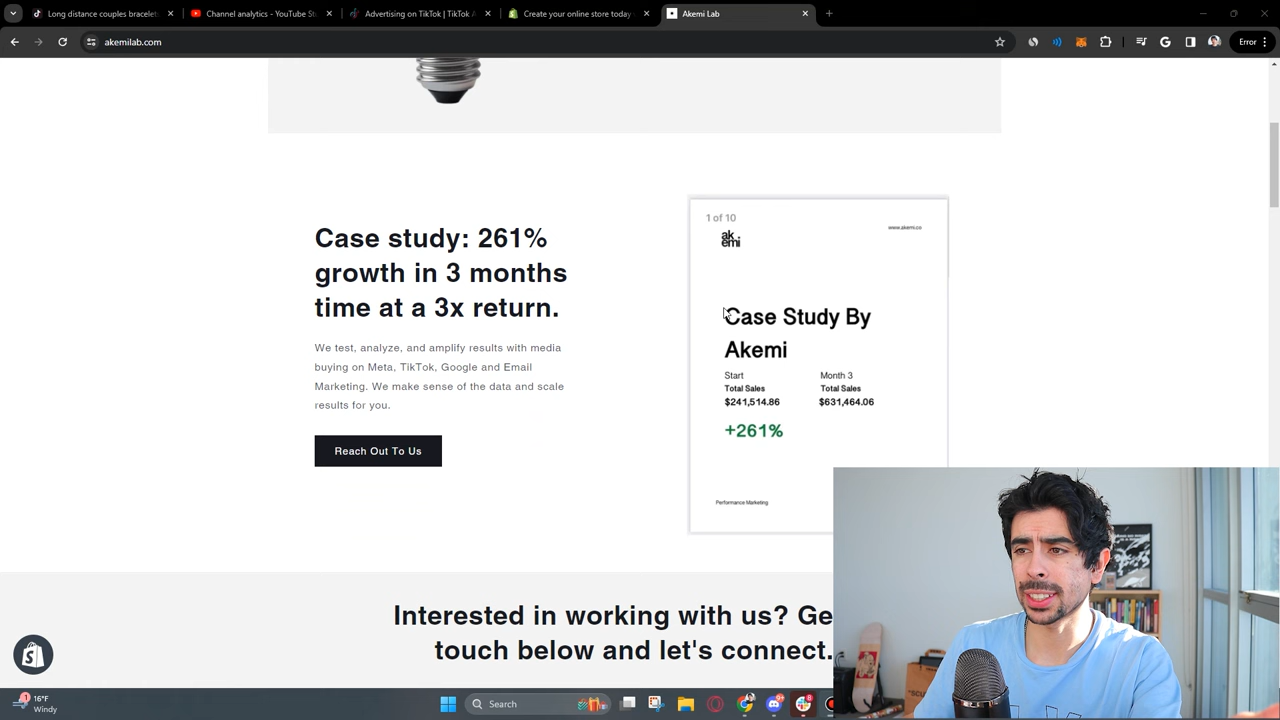 Long distance couples bracelet
Channel analytics - YouTube St
Advertising on TikTok | TikTok A
Create your online store today
Akemi Lab
akemilab.com
Error
Case study: 261%
growth in 3 months
time at a 3x return.
We test, analyze, and amplify results with media
buying on Meta, TikTok, Google and Email
Marketing. We make sense of the data and scale
results for you.
Reach Out To Us
1 of 10
ak
emi
www.akemi.co
Case Study By
Akemi
Start
Month 3
Total Sales
Total Sales
$241,514.86
$631,464.06
+261%
Performance Marketing
Interested in working with us? Ge
touch below and let's connect.
16°F
Windy
Search